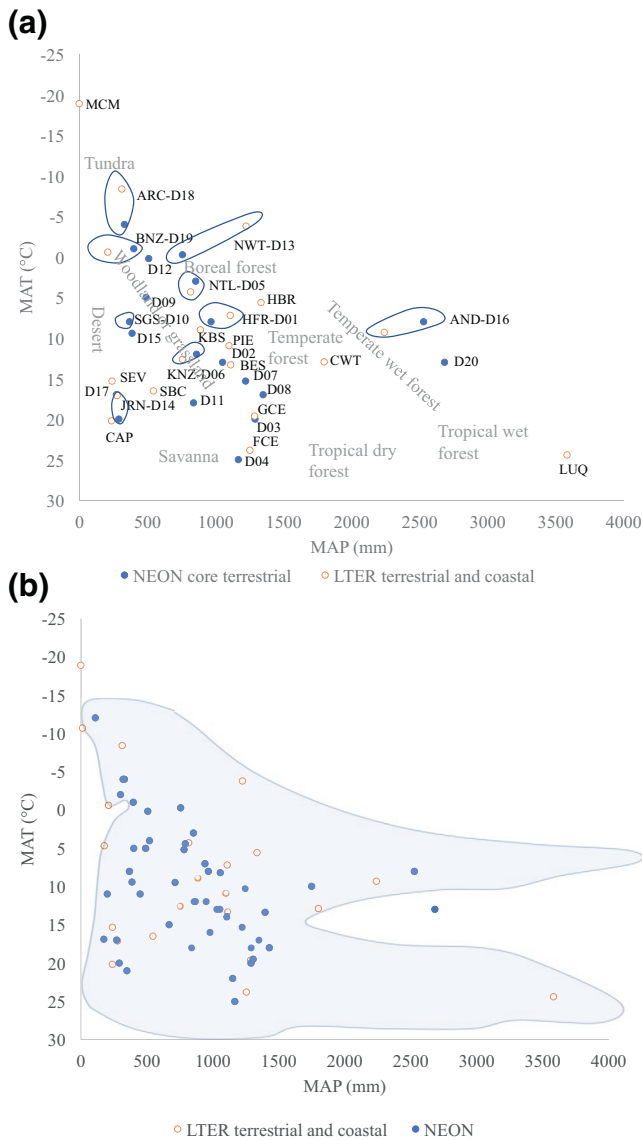 (a)
-25
-20
MCM
-15
Tundra
-10
ARC-D18
-5
BNZ-D19
NWT-D13
0
D12
Boreal forest
NTL-D05
Woodland or grassland
5
D09
HBR
Desert
SGS-D10
HFR-D01
AND-D16
Temperate wet forest
D15
KBS
PIE
Temperate
forest
10
D02
CWT
D20
KNZ-D06
BES
15
SEV
D07
D17
SBC
D08
JRN-D14
D11
GCE
20
CAP
D03
FCE
Savanna
D04
Tropical dry
forest
Tropical wet
forest
LUQ
25
30
0 500 1000 1500 2000 2500 3000 3500 4000
MAT (°C)
MAP (mm)
NEON core terrestrial LTER terrestrial and coastal
(b)
-25
-20
-15
-10
-5
0
5
10
15
20
25
30
0 500 1000 1500 2000 2500 3000 3500 4000
MAT (°C)
MAP (mm)
LTER terrestrial and coastal NEON